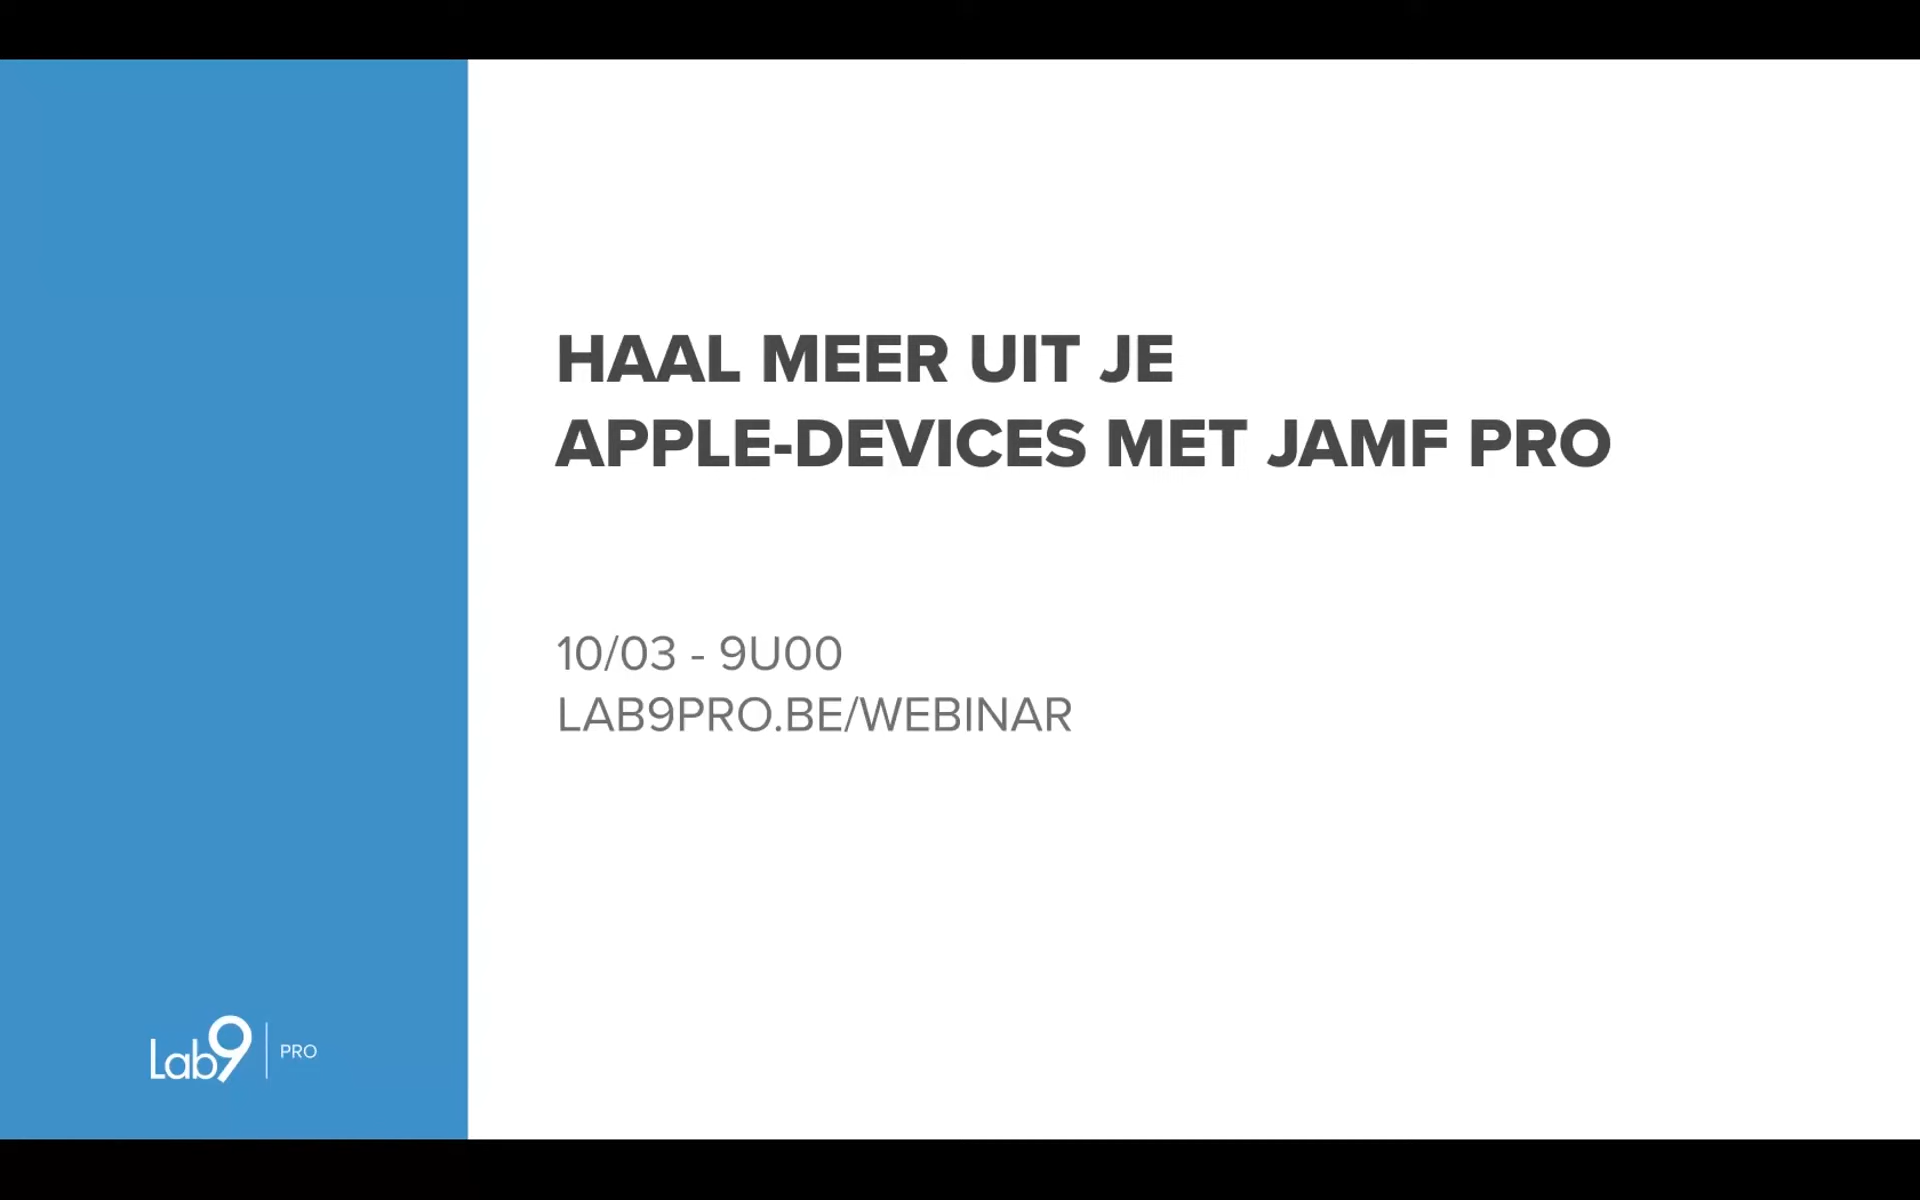 HAAL MEER UIT JE
APPLE-DEVICES MET JAMF PRO
10/03 - 9U00
LAB9PRO.BE/WEBINAR
Lab9 | PRO